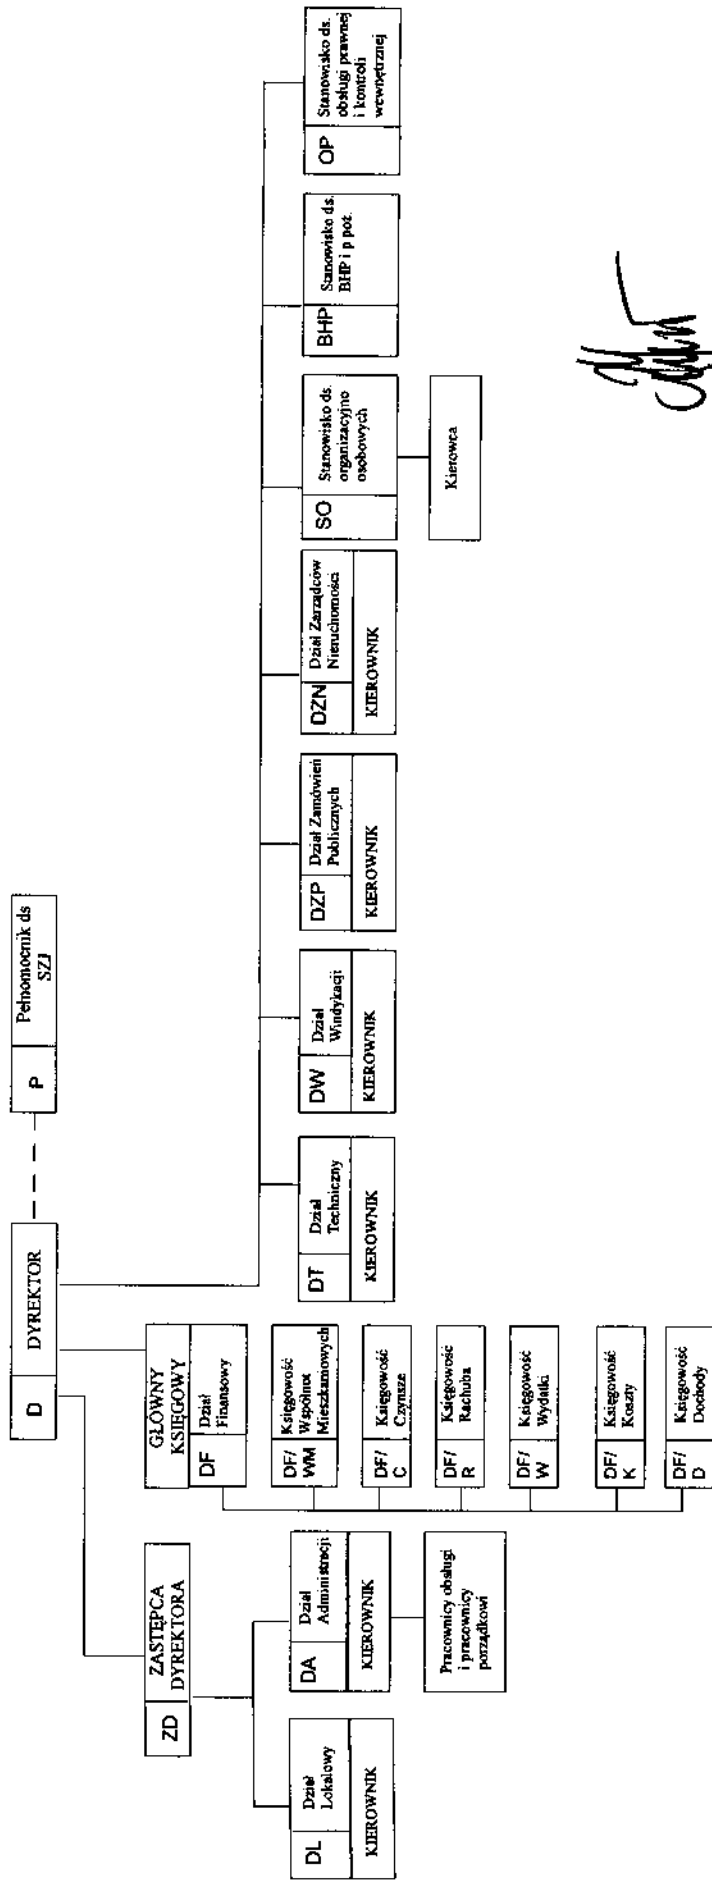 D
DYREKTOR
P
Pełnomocnik ds
SZJ
ZD
ZASTĘPCA
DYREKTORA
GŁÓWNY
KSIĘGOWY
DF
Dział
Finansowy
DL
Dział
Lokalowy
KIEROWNIK
DA
Dział
Administracji
KIEROWNIK
Pracownicy obsługi
i pracownicy
porządkowi
DF/
WM
Księgowość
Wspólnot
Mieszkaniowych
DF/
C
Księgowość
Czynsze
DF/
R
Księgowość
Rachuba
DF/
W
Księgowość
Wydatki
DF/
K
Księgowość
Koszty
DF/
D
Księgowość
Dochody
DT
Dział
Techniczny
KIEROWNIK
DW
Dział
Windykacji
KIEROWNIK
DZP
Dział Zamówień
Publicznych
KIEROWNIK
DZN
Dział Zarządców
Nieruchomości
KIEROWNIK
SO
Stanowisko ds.
organizacyjno
osobowych
Kierowca
BHP
Stanowisko ds.
BHP i p poż.
OP
Stanowisko ds.
obsługi prawnej
i kontroli
wewnętrznej